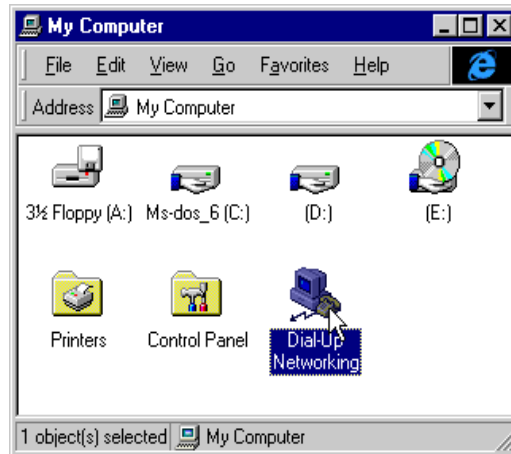 My Computer
File Edit View Go Favorites Help
Address My Computer
3½ Floppy (A:) Ms-dos_6 (C:) (D:) (E:)
Printers Control Panel Dial-Up
Networking
1 object(s) selected My Computer